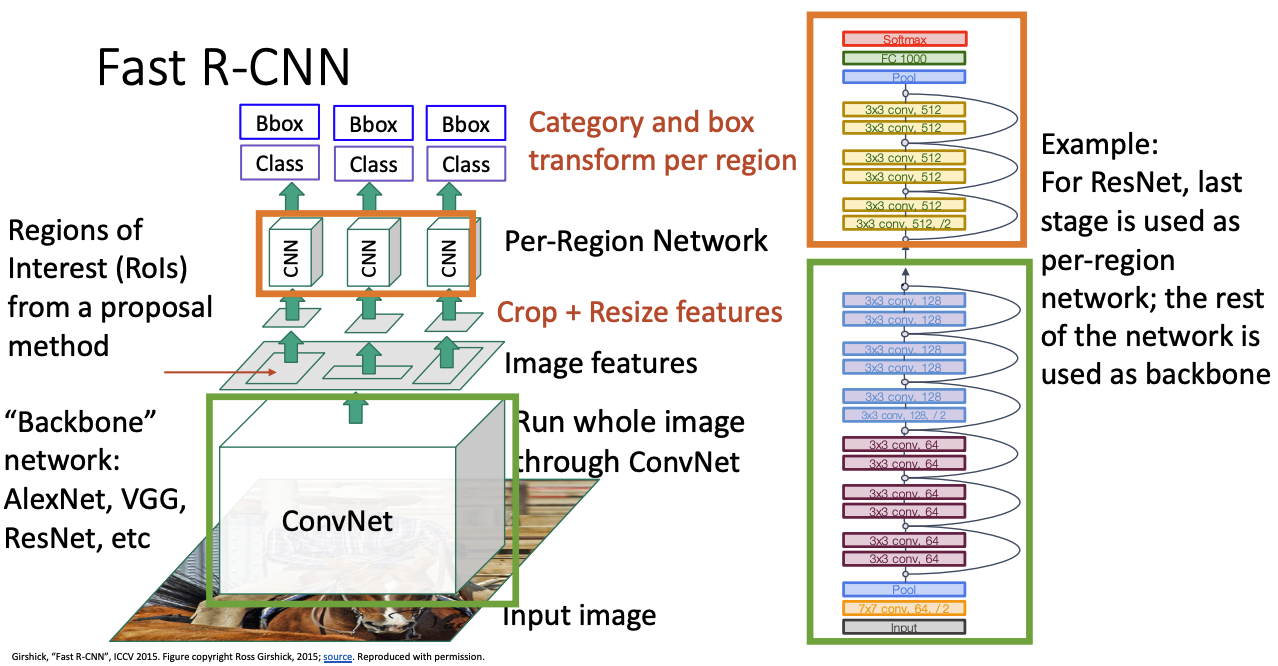 Fast R-CNN
Bbox
Bbox
Bbox
Class
Class
Class
Category and box
transform per region
Regions of
Interest (RoIs)
from a proposal
method
CNN
CNN
CNN
Per-Region Network
Crop + Resize features
Image features
“Backbone”
network:
AlexNet, VGG,
ResNet, etc
ConvNet
Run whole image
through ConvNet
Input image
Softmax
FC 1000
Pool
3x3 conv, 512
3x3 conv, 512
3x3 conv, 512
3x3 conv, 512
3x3 conv, 512
3x3 conv, 512, /2
3x3 conv, 128
3x3 conv, 128
3x3 conv, 128
3x3 conv, 128
3x3 conv, 128
3x3 conv, 128, / 2
3x3 conv, 64
3x3 conv, 64
3x3 conv, 64
3x3 conv, 64
3x3 conv, 64
3x3 conv, 64
Pool
7x7 conv, 64, / 2
Input
Example:
For ResNet, last
stage is used as
per-region
network; the rest
of the network is
used as backbone
Girshick, “Fast R-CNN”, ICCV 2015. Figure copyright Ross Girshick, 2015; source. Reproduced with permission.